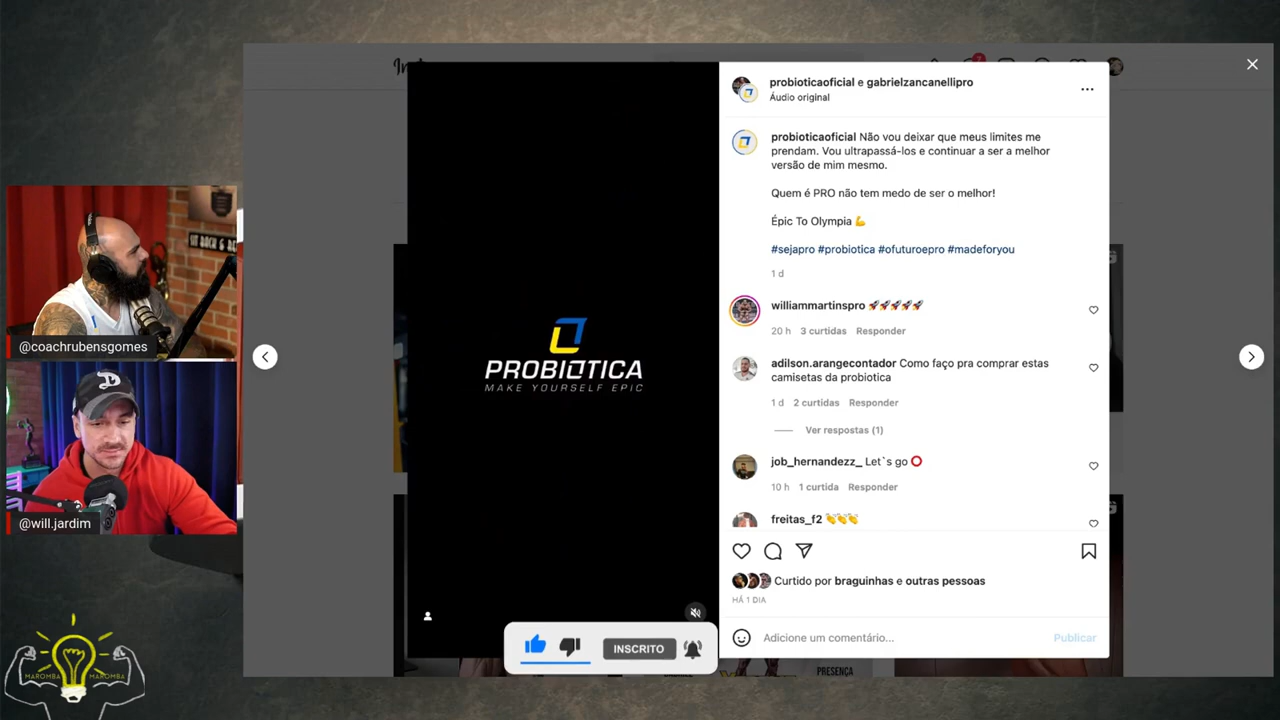 probioticaoficial e gabrielzancanellipro
Áudio original
probioticaoficial Não vou deixar que meus limites me
prendam. Vou ultrapassá-los e continuar a ser a melhor
versão de mim mesmo.
Quem é PRO não tem medo de ser o melhor!
Épic To Olympia 💪
#sejapro #probiotica #ofuturoepro #madeforyou
1 d
williammartinspro 🚀🚀🚀🚀🚀
20 h 3 curtidas Responder
adilson.arangecontador Como faço pra comprar estas
camisetas da probiotica
1 d 2 curtidas Responder
Ver respostas (1)
job_hernandezz_ Let`s go ⭕
10 h 1 curtida Responder
freitas_f2 👏👏👏
Curtido por braguinhas e outras pessoas
HÁ 1 DIA
Adicione um comentário...
Publicar
PROBIÓTICA
MAKE YOURSELF EPIC
INSCRITO
PRESENÇA
@coachrubensgomes
@will.jardim
MAROMBA MAROMBA